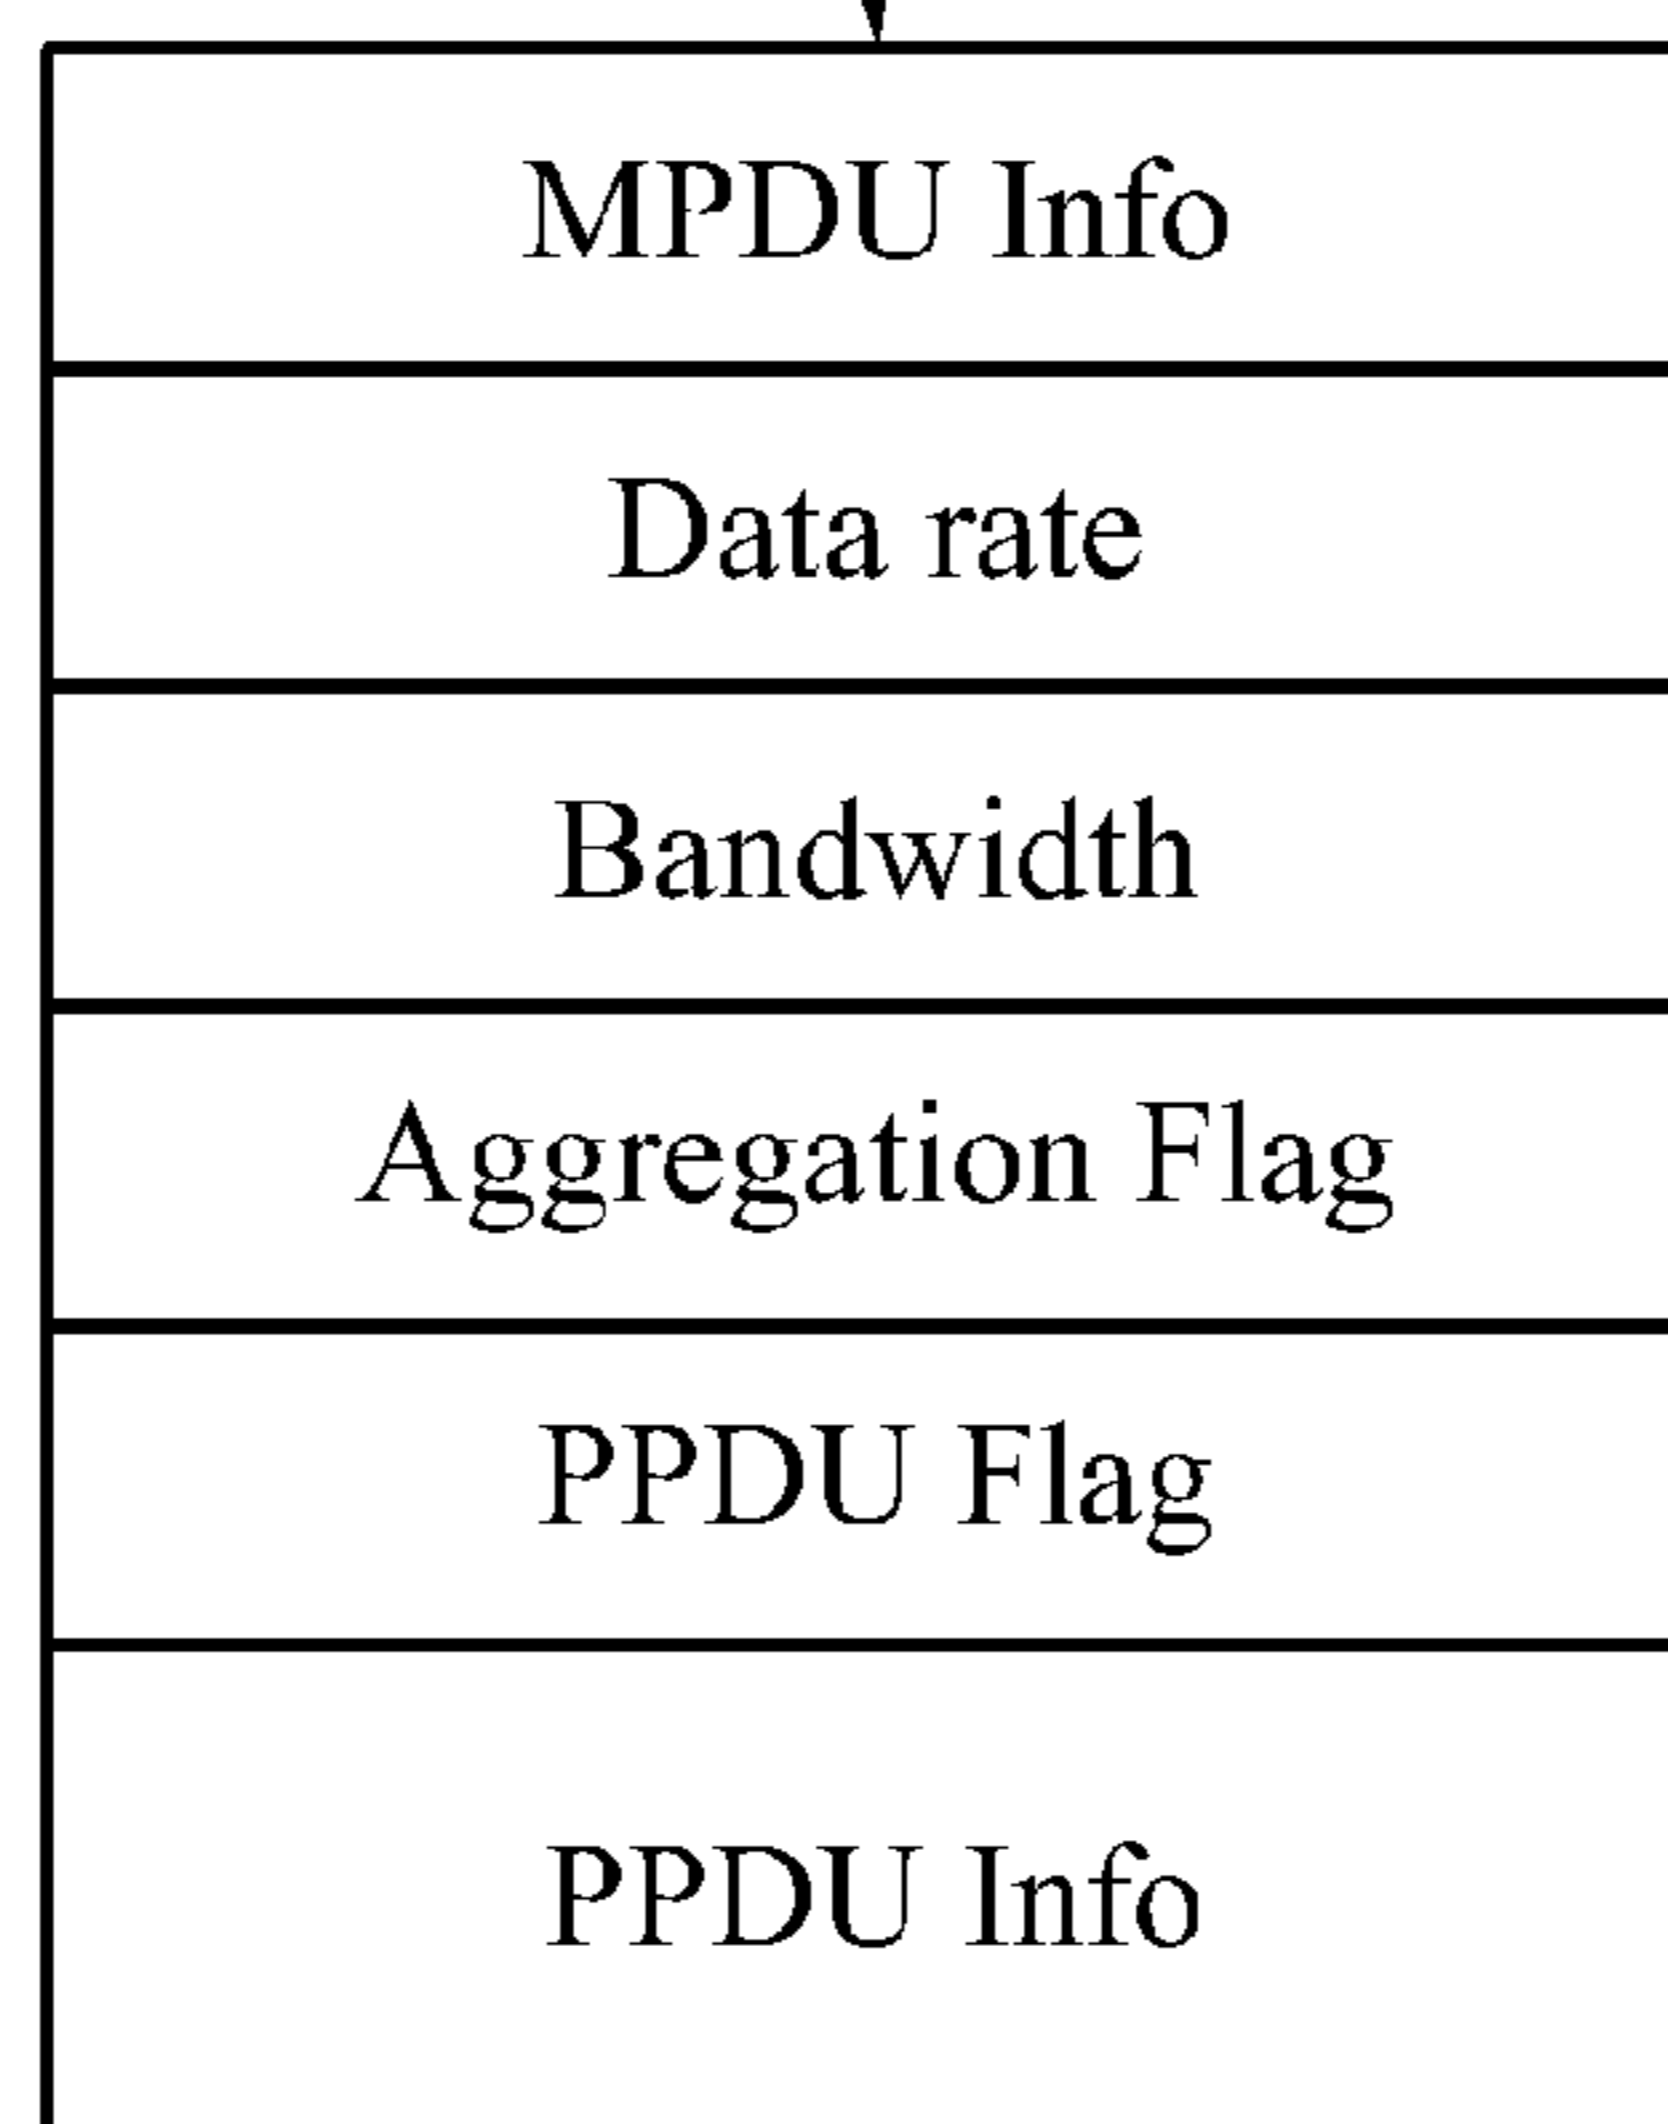 MPDU Info
Data rate
Bandwidth
Aggregation Flag
PPDU Flag
PPDU Info